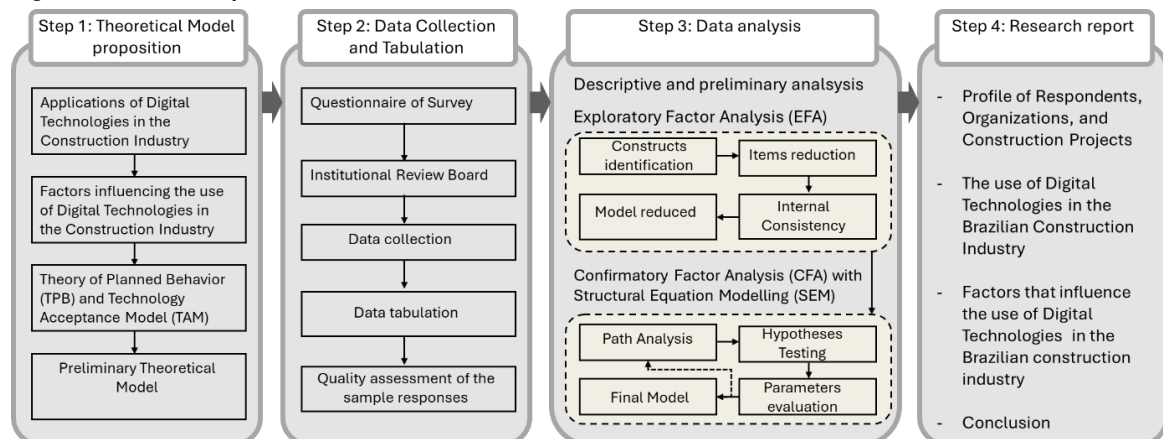 Step 1: Theoretical Model
proposition
Applications of Digital
Technologies in the
Construction Industry
Factors influencing the use
of Digital Technologies in
the Construction Industry
Theory of Planned Behavior
(TPB) and Technology
Acceptance Model (TAM)
Preliminary Theoretical
Model
Step 2: Data Collection
and Tabulation
Questionnaire of Survey
Institutional Review Board
Data collection
Data tabulation
Quality assessment of the
sample responses
Step 3: Data analysis
Descriptive and preliminary analysis
Exploratory Factor Analysis (EFA)
Constructs
identification
Items reduction
Model reduced
Internal
Consistency
Confirmatory Factor Analysis (CFA) with
Structural Equation Modelling (SEM)
Path Analysis
Hypotheses
Testing
Final Model
Parameters
evaluation
Step 4: Research report
- Profile of Respondents,
Organizations, and
Construction Projects
- The use of Digital
Technologies in the
Brazilian Construction
Industry
- Factors that influence
the use of Digital
Technologies in the
Brazilian construction
industry
- Conclusion